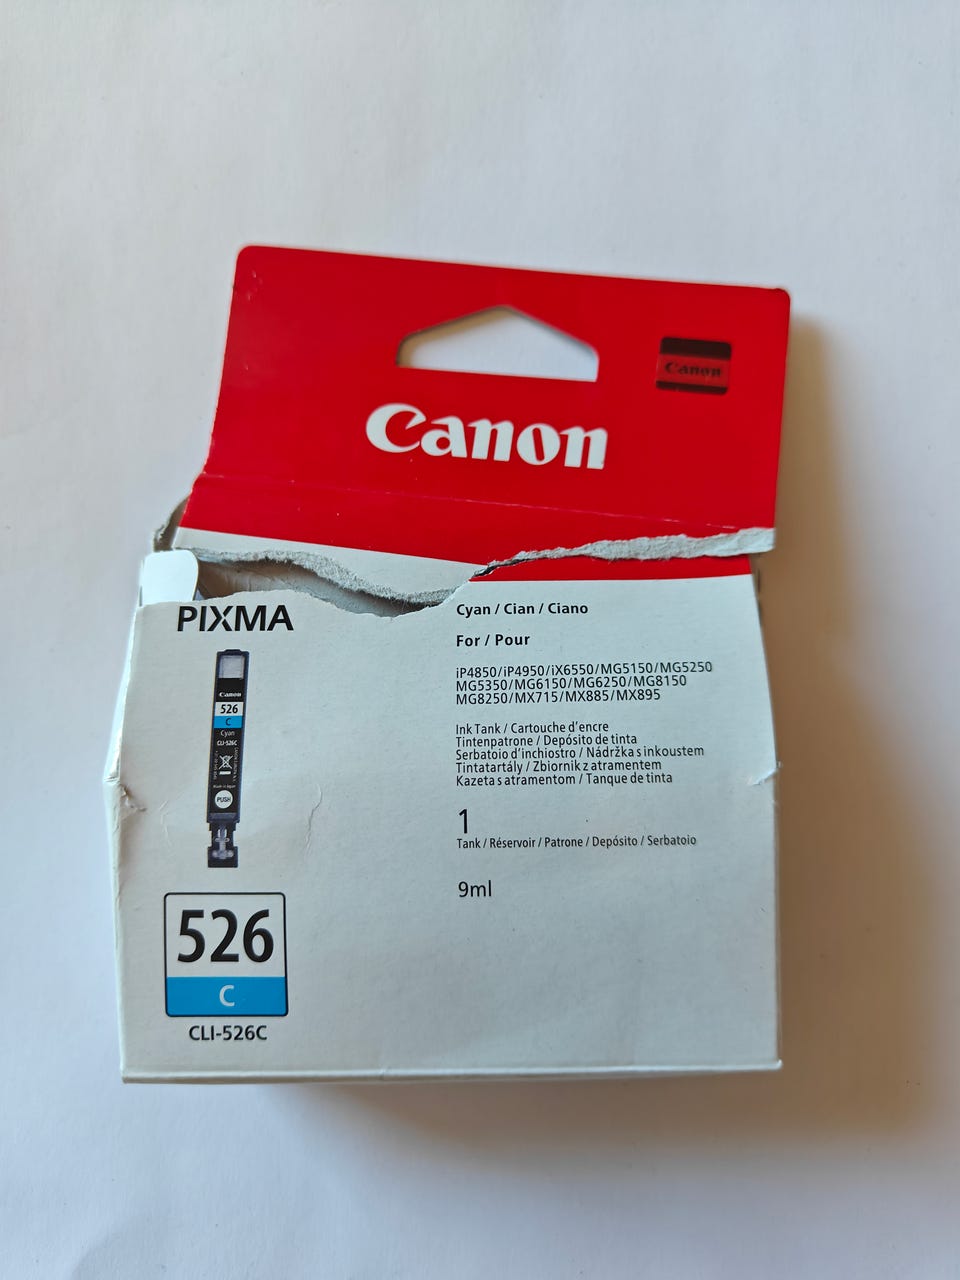 Canon
Canon
PIXMA
Canon
526
C
Cyan
CLI-526C
PUSH
526
C
CLI-526C
Cyan / Cian / Ciano
For / Pour
iP4850/iP4950/iX6550/MG5150/MG5250
MG5350/MG6150/MG6250/MG8150
MG8250/MX715/MX885/MX895
Ink Tank / Cartouche d'encre
Tintenpatrone / Depósito de tinta
Serbatoio d'inchiostro / Nádržka s inkoustem
Tintatartály / Zbiornik z atramentem
Kazeta s atramentom / Tanque de tinta
1
Tank / Réservoir / Patrone / Depósito / Serbatoio
9ml